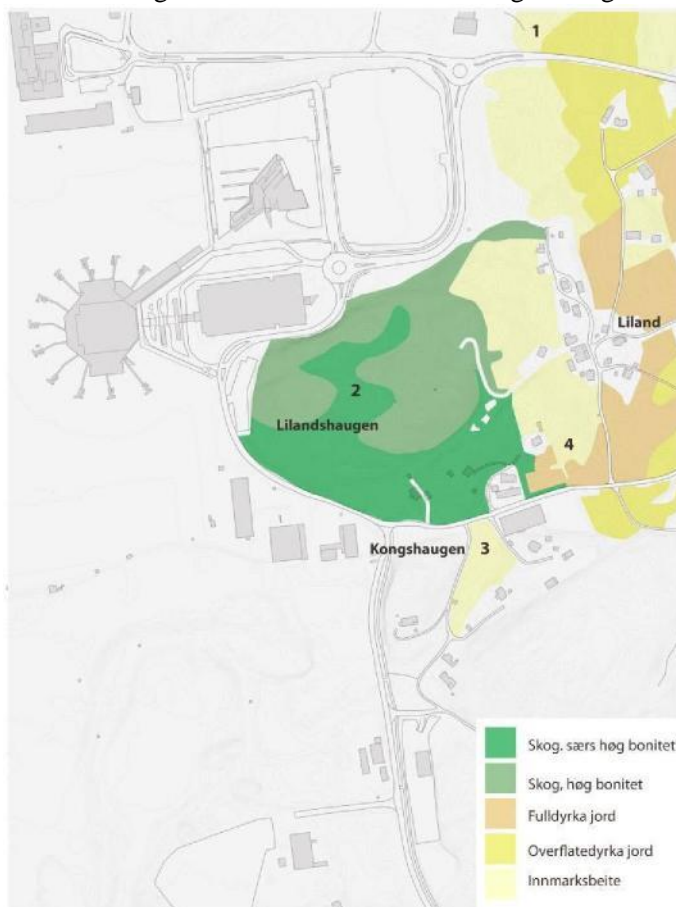 1
2
Lilandshaugen
Liland
4
Kongshaugen
3
Skog. særs høg bonitet
Skog, høg bonitet
Fulldyrka jord
Overflatedyrka jord
Innmarksbeite